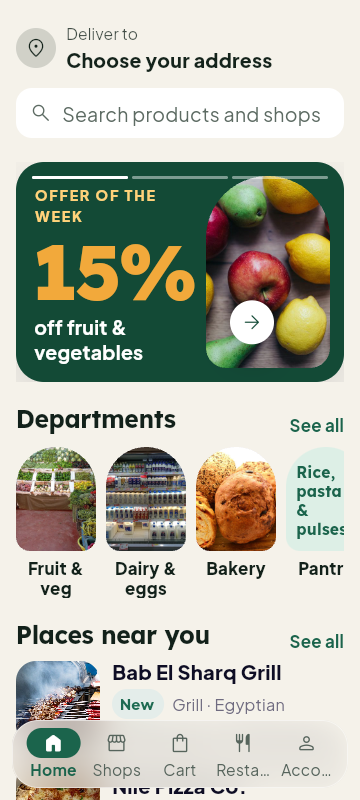 Deliver to
Choose your address
Search products and shops
OFFER OF THE
WEEK
15%
off fruit &
vegetables
Departments
See all
Rice,
pasta
&
pulses
Fruit &
veg
Dairy &
eggs
Bakery
Pantr
Places near you
See all
Bab El Sharq Grill
New
Grill · Egyptian
Home
Shops
Cart
Resta...
Acco...